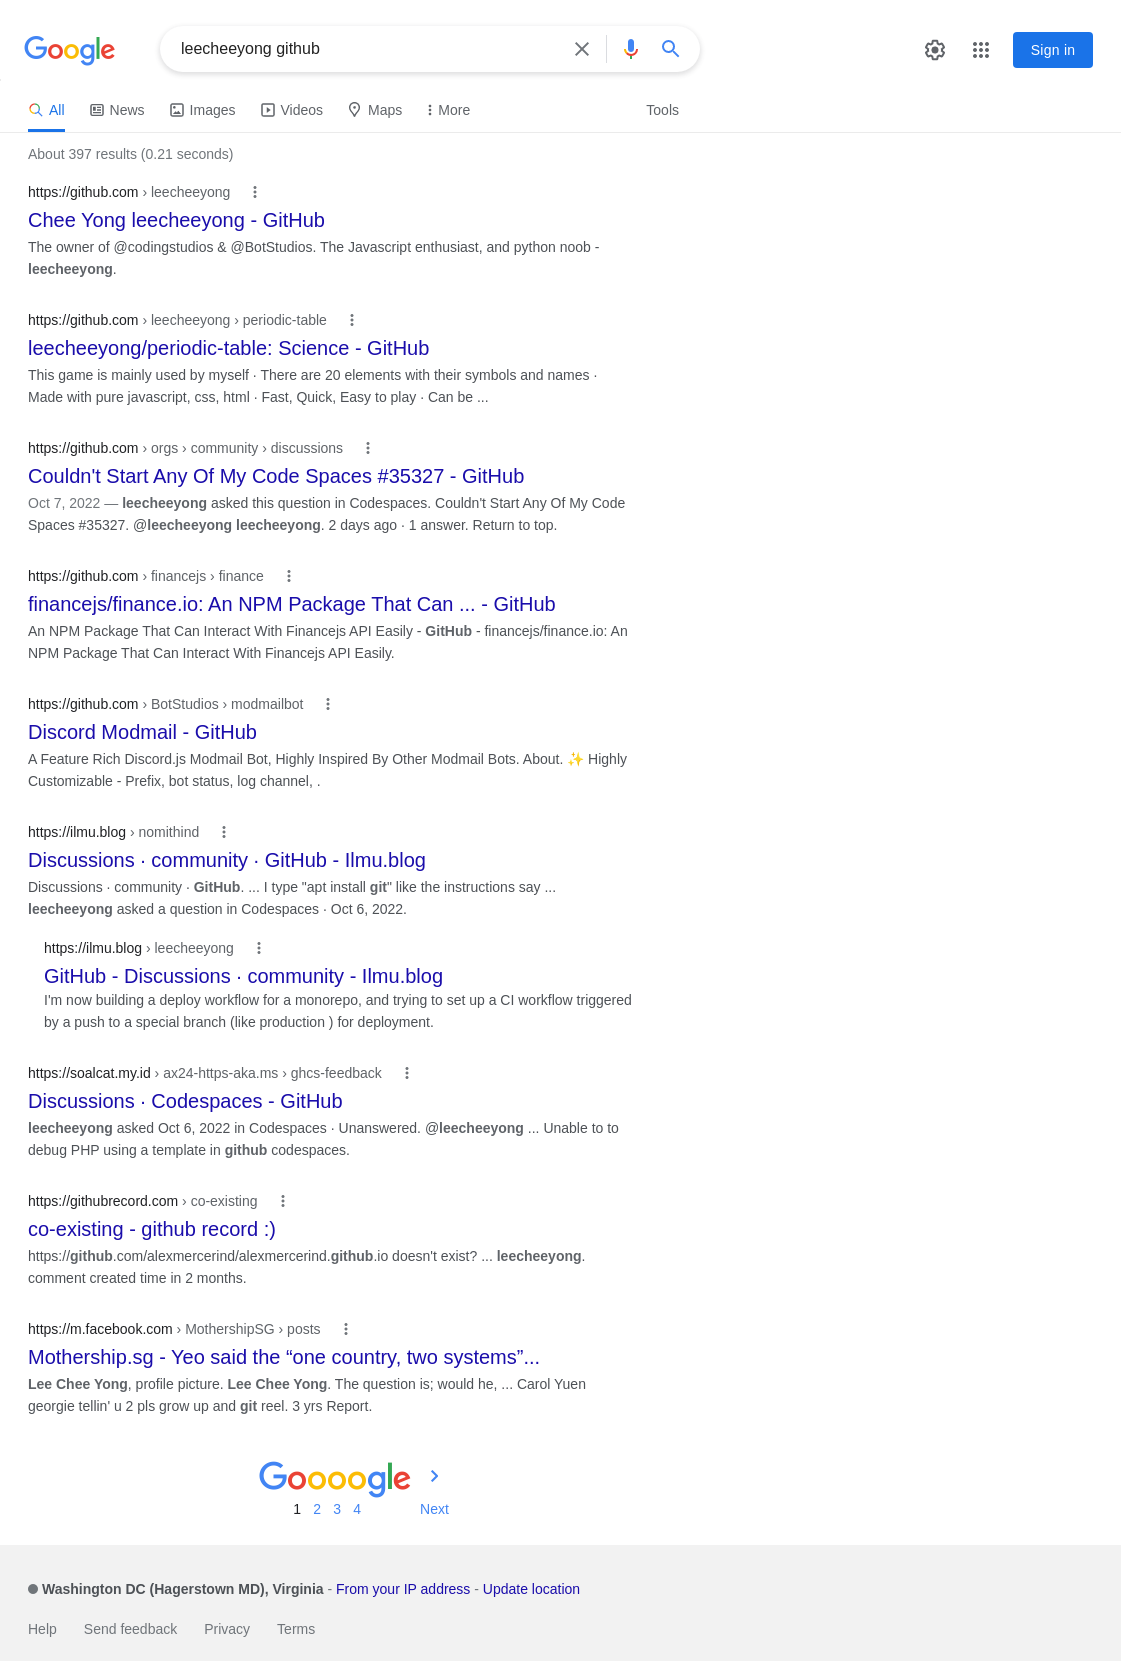 Google
leecheeyong github
Sign in
All News Images Videos Maps More Tools
About 397 results (0.21 seconds)
https://github.com › leecheeyong
Chee Yong leecheeyong - GitHub
The owner of @codingstudios & @BotStudios. The Javascript enthusiast, and python noob -
leecheeyong.
https://github.com › leecheeyong › periodic-table
leecheeyong/periodic-table: Science - GitHub
This game is mainly used by myself · There are 20 elements with their symbols and names ·
Made with pure javascript, css, html · Fast, Quick, Easy to play · Can be ...
https://github.com › orgs › community › discussions
Couldn't Start Any Of My Code Spaces #35327 - GitHub
Oct 7, 2022 — leecheeyong asked this question in Codespaces. Couldn't Start Any Of My Code
Spaces #35327. @leecheeyong leecheeyong. 2 days ago · 1 answer. Return to top.
https://github.com › financejs › finance
financejs/finance.io: An NPM Package That Can ... - GitHub
An NPM Package That Can Interact With Financejs API Easily - GitHub - financejs/finance.io: An
NPM Package That Can Interact With Financejs API Easily.
https://github.com › BotStudios › modmailbot
Discord Modmail - GitHub
A Feature Rich Discord.js Modmail Bot, Highly Inspired By Other Modmail Bots. About. ✨ Highly
Customizable - Prefix, bot status, log channel, .
https://ilmu.blog › nomithind
Discussions · community · GitHub - Ilmu.blog
Discussions · community · GitHub. ... I type "apt install git" like the instructions say ...
leecheeyong asked a question in Codespaces · Oct 6, 2022.
https://ilmu.blog › leecheeyong
GitHub - Discussions · community - Ilmu.blog
I'm now building a deploy workflow for a monorepo, and trying to set up a CI workflow triggered
by a push to a special branch (like production ) for deployment.
https://soalcat.my.id › ax24-https-aka.ms › ghcs-feedback
Discussions · Codespaces - GitHub
leecheeyong asked Oct 6, 2022 in Codespaces · Unanswered. @leecheeyong ... Unable to to
debug PHP using a template in github codespaces.
https://githubrecord.com › co-existing
co-existing - github record :)
https://github.com/alexmercerind/alexmercerind.github.io doesn't exist? ... leecheeyong.
comment created time in 2 months.
https://m.facebook.com › MothershipSG › posts
Mothership.sg - Yeo said the “one country, two systems”...
Lee Chee Yong, profile picture. Lee Chee Yong. The question is; would he, ... Carol Yuen
georgie tellin' u 2 pls grow up and git reel. 3 yrs Report.
Goooogle
1 2 3 4 Next
Washington DC (Hagerstown MD), Virginia - From your IP address - Update location
Help Send feedback Privacy Terms